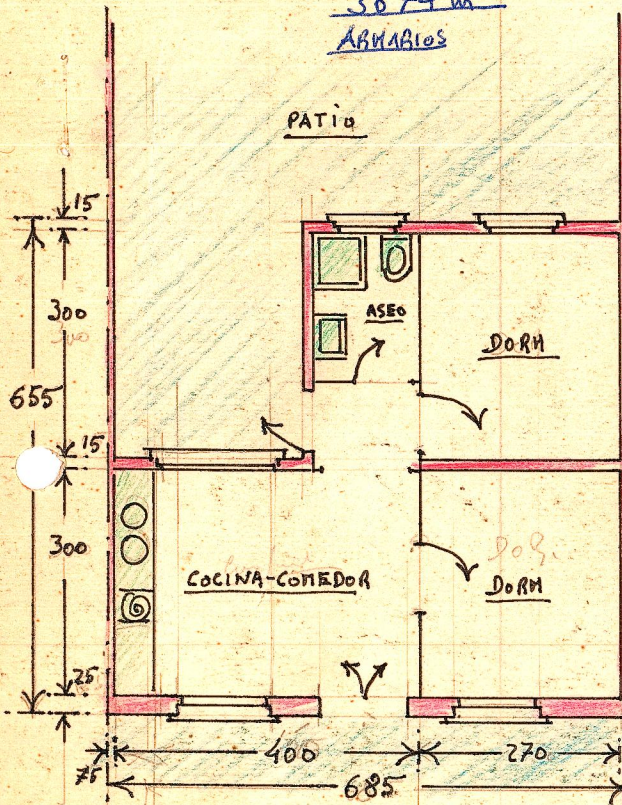 ARMARIOS
PATIO
15
300
655
ASEO
DORM
15
300
COCINA-COMEDOR
DORM
25
400
270
75
685